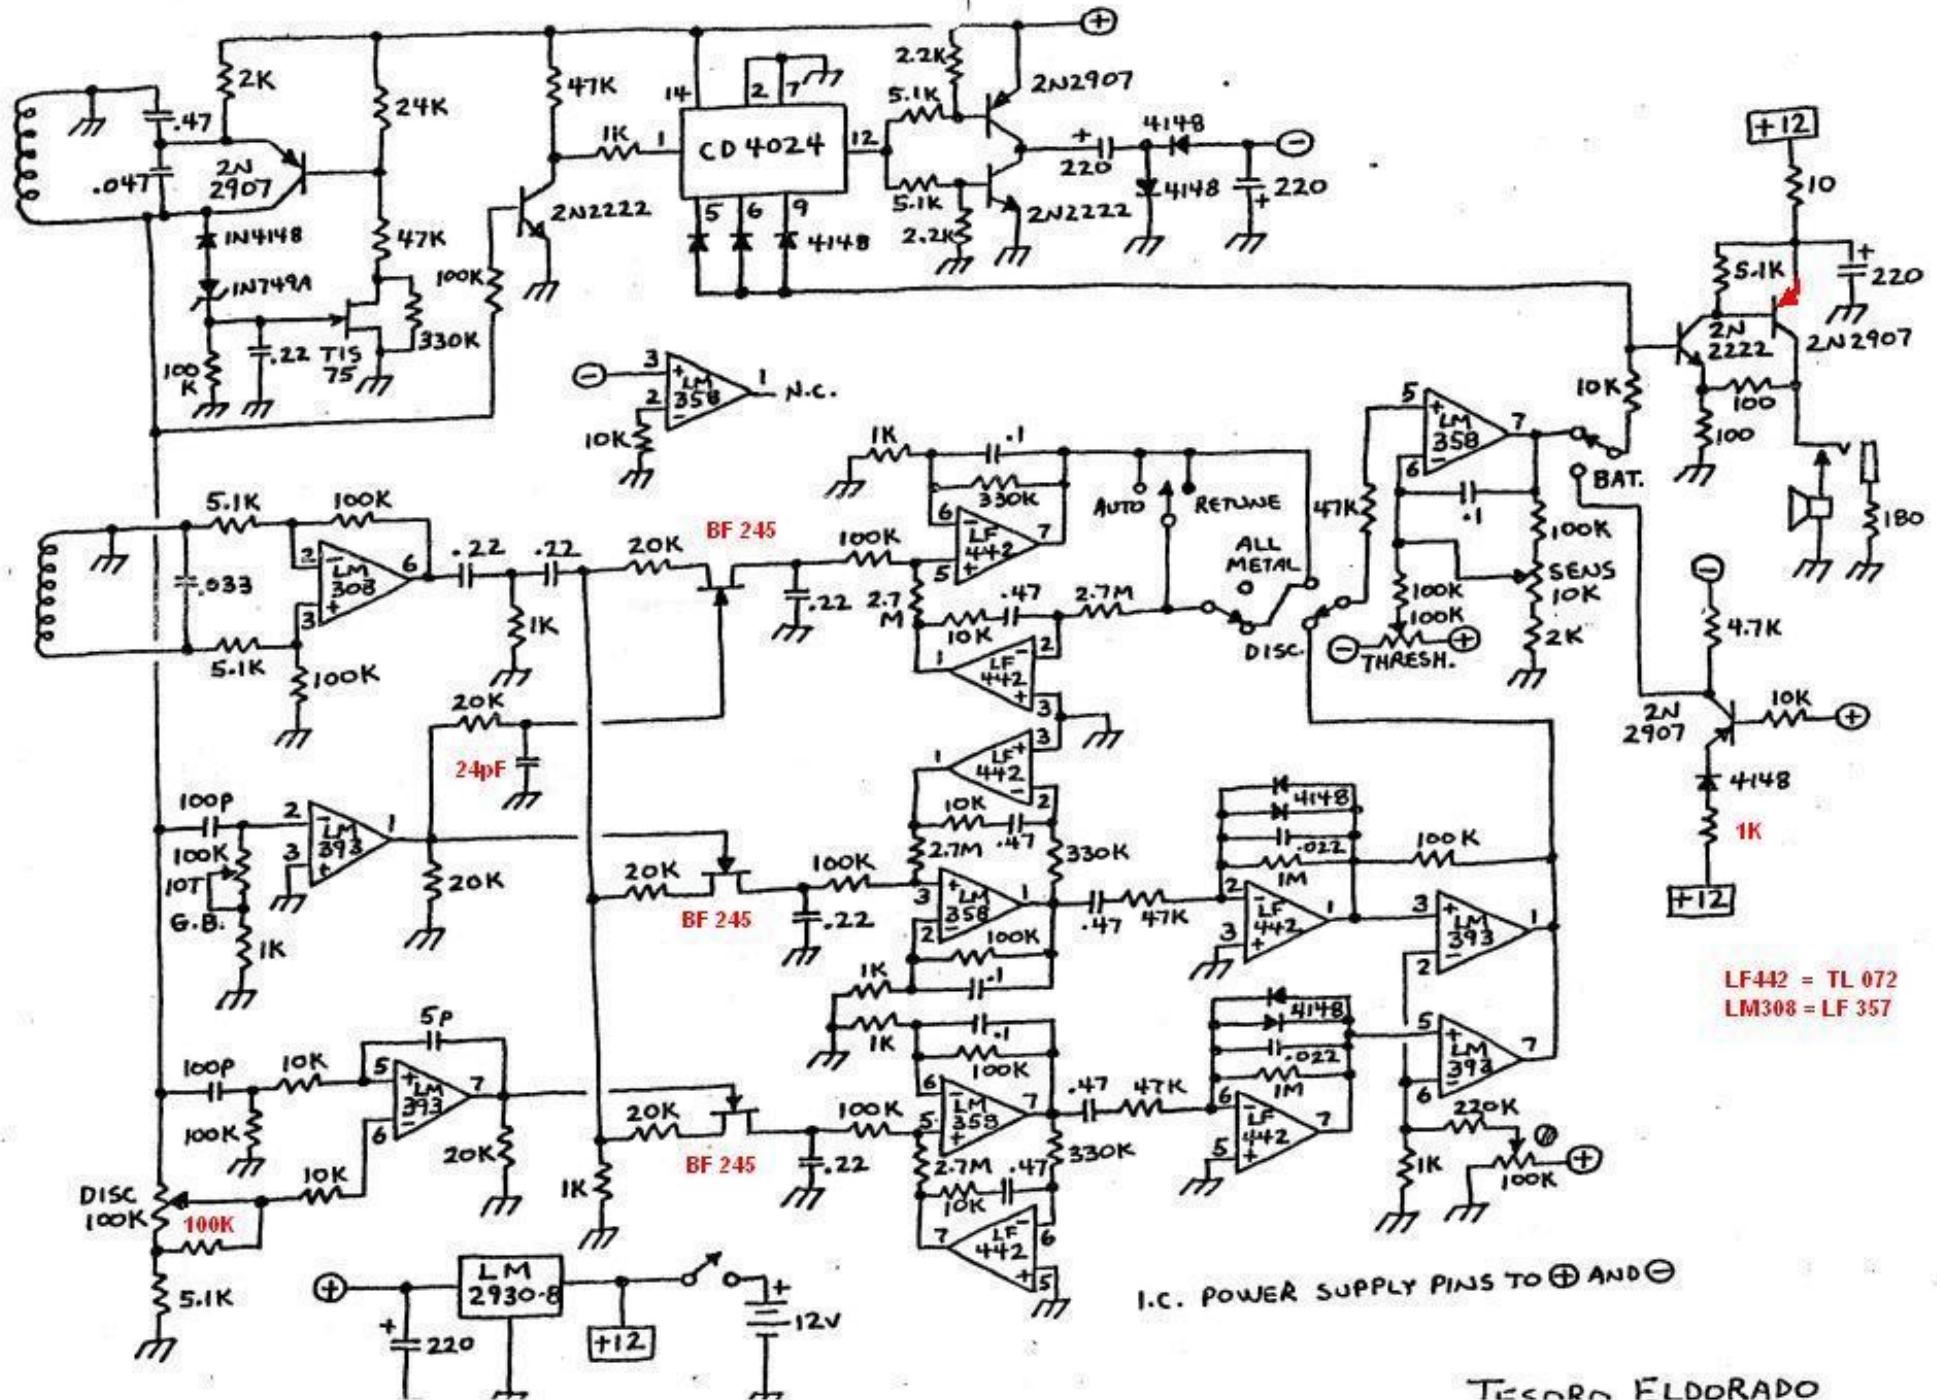 +
2K
24K
47K
14
2
7
2.2K
2N2907
.47
1K
1
CD4024
12
5.1K
+
220
4148
-
.047
2N
2907
5
6
9
4148
5.1K
2.2K
2N2222
4148
+ 220
2N2222
1N4148
47K
1N749A
100K
100
K
.22
TIS
75
330K
-
3
+
LM
358
2
-
1
N.C.
10K
+12
10
5.1K
+
220
2N
2222
2N2907
10K
100
100
180
5
+
LM
358
7
6
-
BAT.
.1
47K
100K
SENS
10K
100K
100K
2K
-
+
THRESH.
1K
.1
330K
6
-
LF
442
7
5
+
AUTO
RETUNE
ALL
METAL
DISC.
5.1K
100K
2
-
LM
308
6
3
+
.033
5.1K
100K
.22
.22
1K
20K
BF 245
.22
100K
2.7
M
10K
.47
2.7M
1
LF
442
-
2
+
3
20K
24pF
1
LF
442
+
3
-
2
10K
.47
2.7M
330K
100P
2
-
LM
393
1
3
+
100K
10T
G.B.
1K
20K
20K
BF 245
100K
.22
3
+
LM
358
1
2
-
100K
.1
1K
.47
47K
4148
.022
1M
2
-
LF
442
1
3
+
100K
3
+
LM
393
1
2
-
-
4.7K
2N
2907
10K
+
4148
1K
+12
LF442 = TL 072
LM308 = LF 357
100P
10K
5P
5
+
LM
393
7
6
-
100K
10K
20K
DISC
100K
100K
5.1K
1K
20K
BF 245
100K
.22
1K
.1
100K
6
-
LM
358
7
5
+
2.7M
.47
330K
10K
7
LF
442
-
6
+
5
.47
47K
4148
.022
1M
6
-
LF
442
7
5
+
5
+
LM
393
7
-
6
220K
1K
100K
+
+
+
220
LM
2930-8
+12
+
12V
I.C. POWER SUPPLY PINS TO + AND -
TESORO ELDORADO